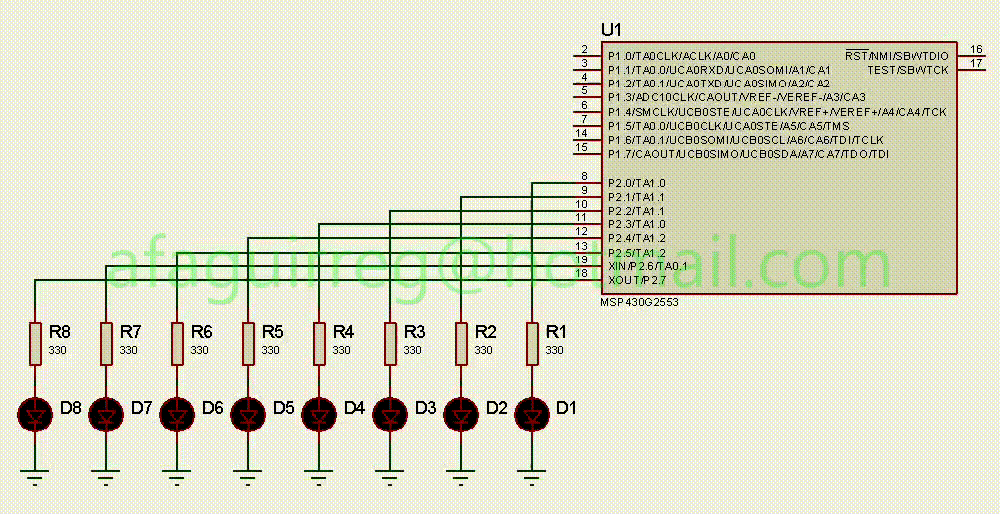 U1
2 P1.0/TA0CLK/ACLK/A0/CA0
3 P1.1/TA0.0/UCA0RXD/UCA0SOMI/A1/CA1
4 P1.2/TA0.1/UCA0TXD/UCA0SIMO/A2/CA2
5 P1.3/ADC10CLK/CAOUT/VREF-/VEREF-/A3/CA3
6 P1.4/SMCLK/UCB0STE/UCA0CLK/VREF+/VEREF+/A4/CA4/TCK
7 P1.5/TA0.0/UCB0CLK/UCA0STE/A5/CA5/TMS
14 P1.6/TA0.1/UCB0SOMI/UCB0SCL/A6/CA6/TDI/TCLK
15 P1.7/CAOUT/UCB0SIMO/UCB0SDA/A7/CA7/TDO/TDI
RST/NMI/SBWTDIO 16
TEST/SBWTCK 17
8 P2.0/TA1.0
9 P2.1/TA1.1
10 P2.2/TA1.1
11 P2.3/TA1.0
12 P2.4/TA1.2
13 P2.5/TA1.2
19 XIN/P2.6/TA0.1
18 XOUT/P2.7
afaguirreg@hotmail.com
MSP430G2553
R8 R7 R6 R5 R4 R3 R2 R1
330 330 330 330 330 330 330 330
D8 D7 D6 D5 D4 D3 D2 D1